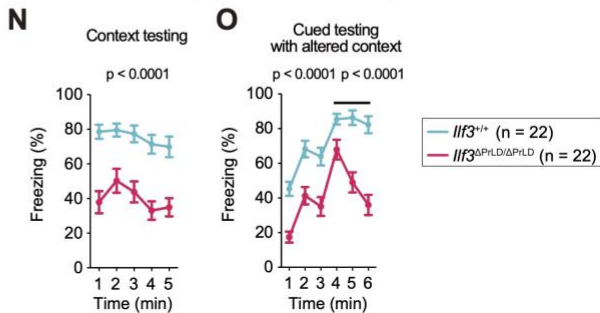 N
Context testing
p < 0.0001
Freezing (%)
100
80
60
40
20
0
1 2 3 4 5
Time (min)
O
Cued testing
with altered context
p < 0.0001 p < 0.0001
Freezing (%)
100
80
60
40
20
0
1 2 3 4 5 6
Time (min)
Ilf3+/+ (n = 22)
Ilf3ΔPrLD/ΔPrLD (n = 22)